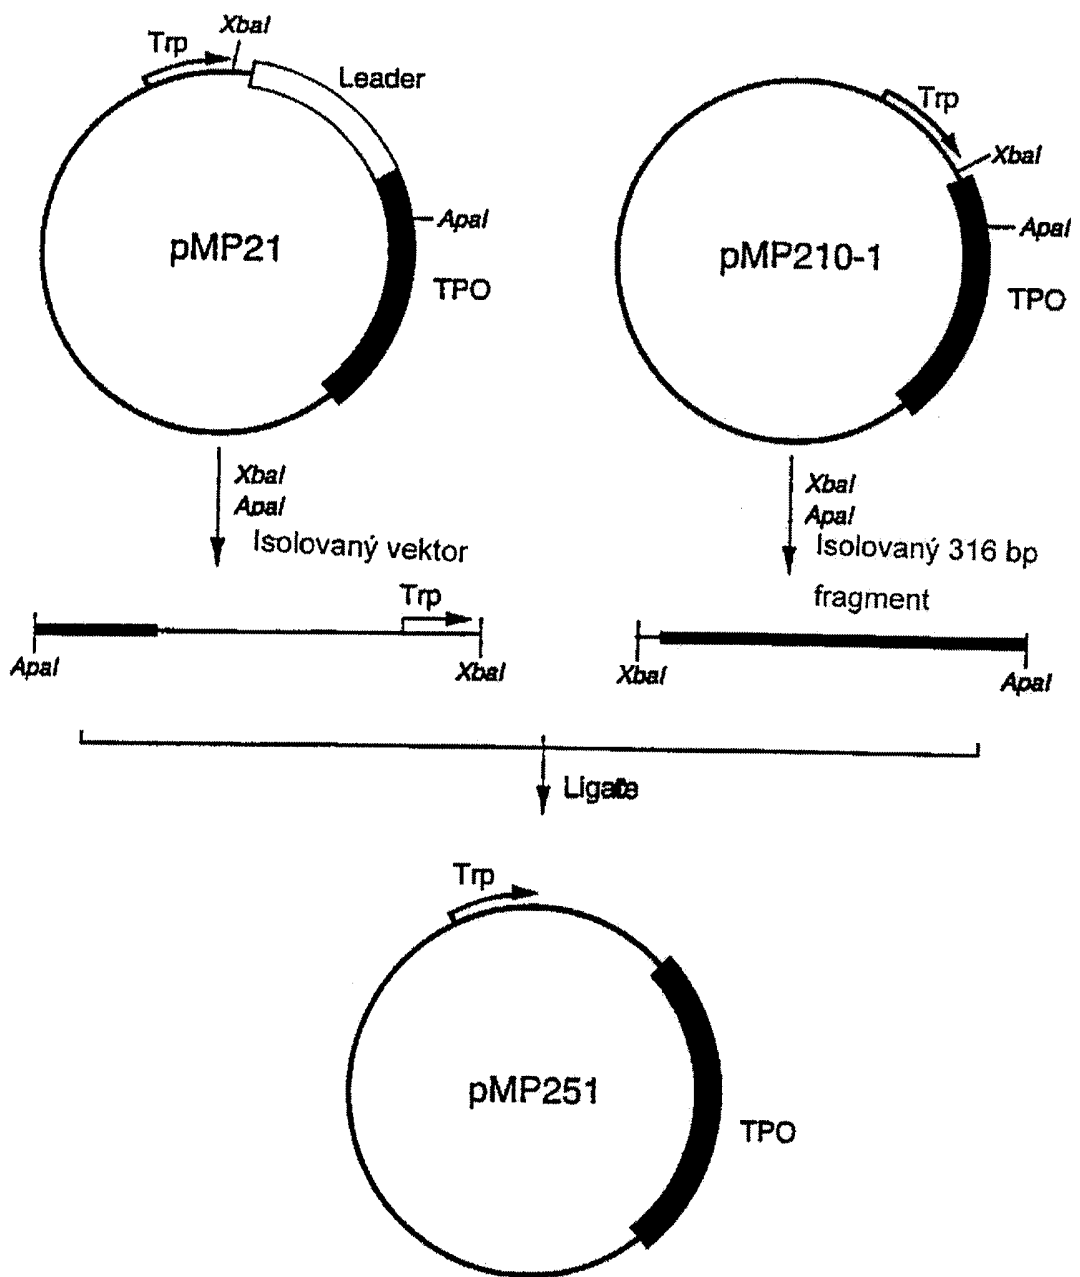 XbaI
Trp
Leader
ApaI
pMP21
TPO
Trp
XbaI
ApaI
pMP210-1
TPO
XbaI
ApaI
Isolovaný vektor
XbaI
ApaI
Isolovaný 316 bp
fragment
Trp
ApaI
XbaI
XbaI
ApaI
Ligate
Trp
pMP251
TPO